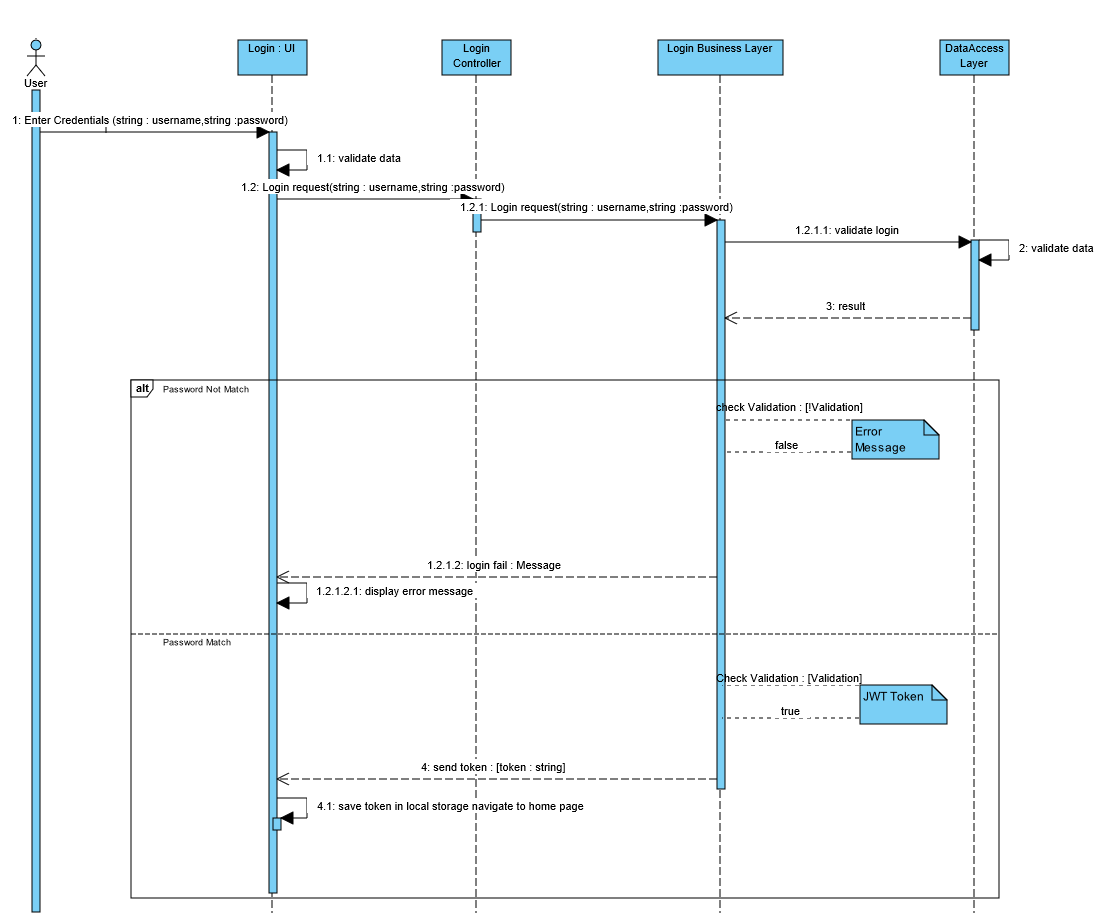 Login : UI
Login
Controller
Login Business Layer
DataAccess
Layer
User
1: Enter Credentials (string : username,string :password)
1.1: validate data
1.2: Login request(string : username,string :password)
1.2.1: Login request(string : username,string :password)
1.2.1.1: validate login
2: validate data
3: result
alt
Password Not Match
check Validation : [!Validation]
Error
Message
false
1.2.1.2: login fail : Message
1.2.1.2.1: display error message
Password Match
Check Validation : [Validation]
JWT Token
true
4: send token : [token : string]
4.1: save token in local storage navigate to home page